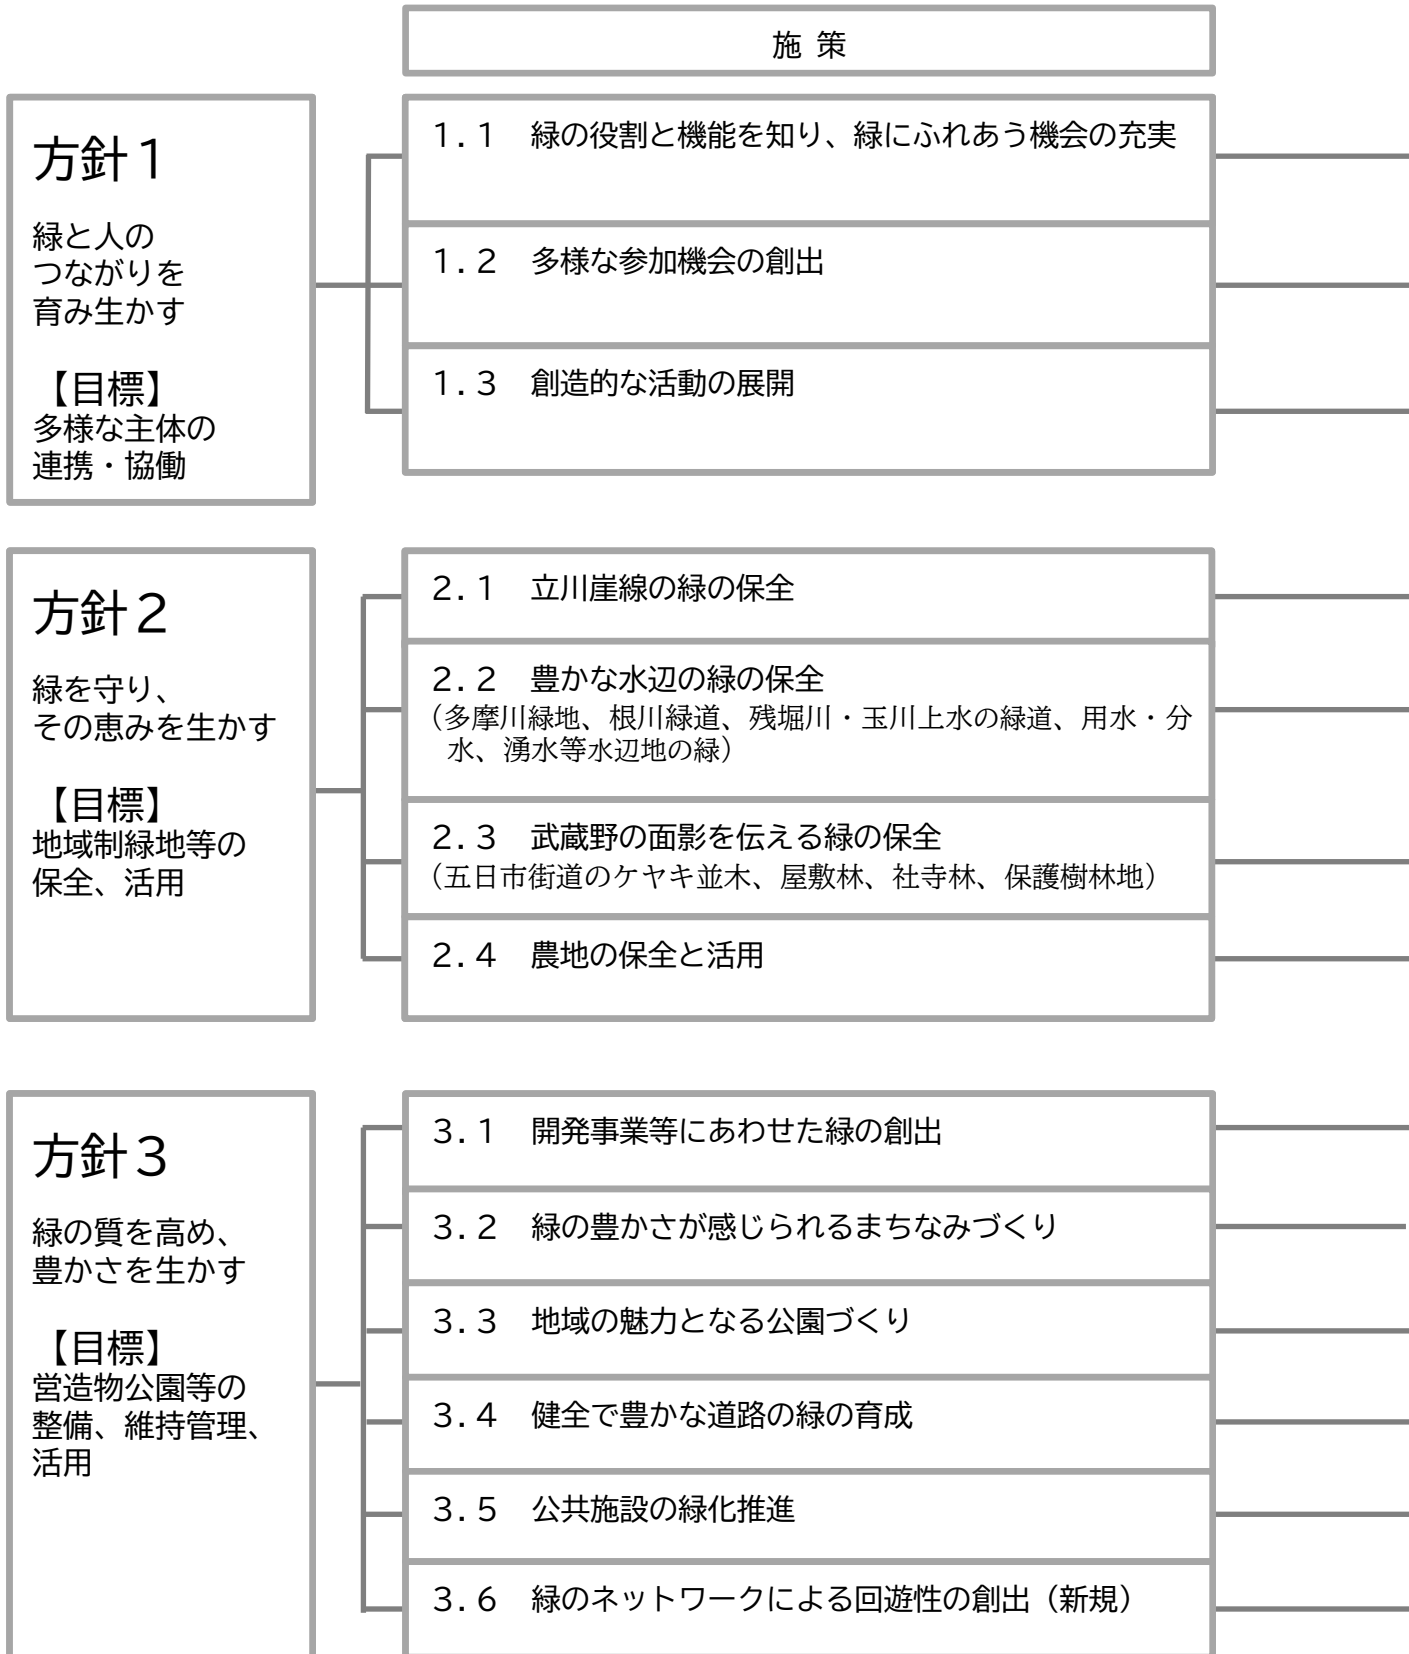 施 策
方針１
緑と人の
つながりを
育み生かす
【目標】
多様な主体の
連携・協働
１.１　緑の役割と機能を知り、緑にふれあう機会の充実
１.２　多様な参加機会の創出
１.３　創造的な活動の展開
方針２
緑を守り、
その恵みを生かす
【目標】
地域制緑地等の
保全、活用
２.１　立川崖線の緑の保全
２.２　豊かな水辺の緑の保全
（多摩川緑地、根川緑道、残堀川・玉川上水の緑道、用水・分
水、湧水等水辺地の緑）
２.３　武蔵野の面影を伝える緑の保全
（五日市街道のケヤキ並木、屋敷林、社寺林、保護樹林地）
２.４　農地の保全と活用
方針３
緑の質を高め、
豊かさを生かす
【目標】
営造物公園等の
整備、維持管理、
活用
３.１　開発事業等にあわせた緑の創出
３.２　緑の豊かさが感じられるまちなみづくり
３.３　地域の魅力となる公園づくり
３.４　健全で豊かな道路の緑の育成
３.５　公共施設の緑化推進
３.６　緑のネットワークによる回遊性の創出（新規）